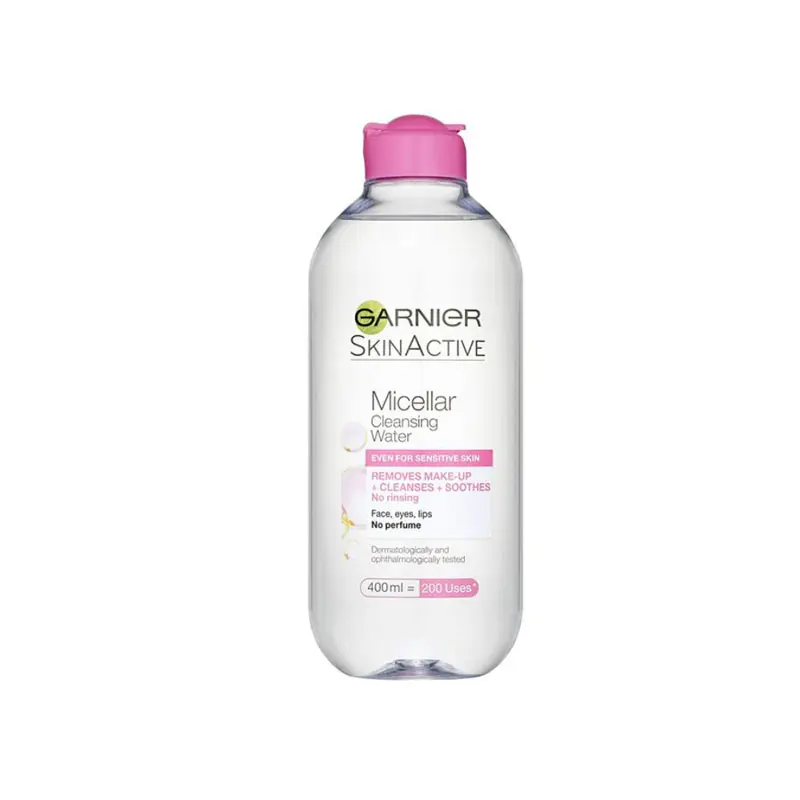 GARNIER
SKINACTIVE
Micellar
Cleansing
Water
EVEN FOR SENSITIVE SKIN
REMOVES MAKE-UP
+ CLEANSES + SOOTHES
No rinsing
Face, eyes, lips
No perfume
Dermatologically and
ophthalmologically tested
400ml = 200 Uses*